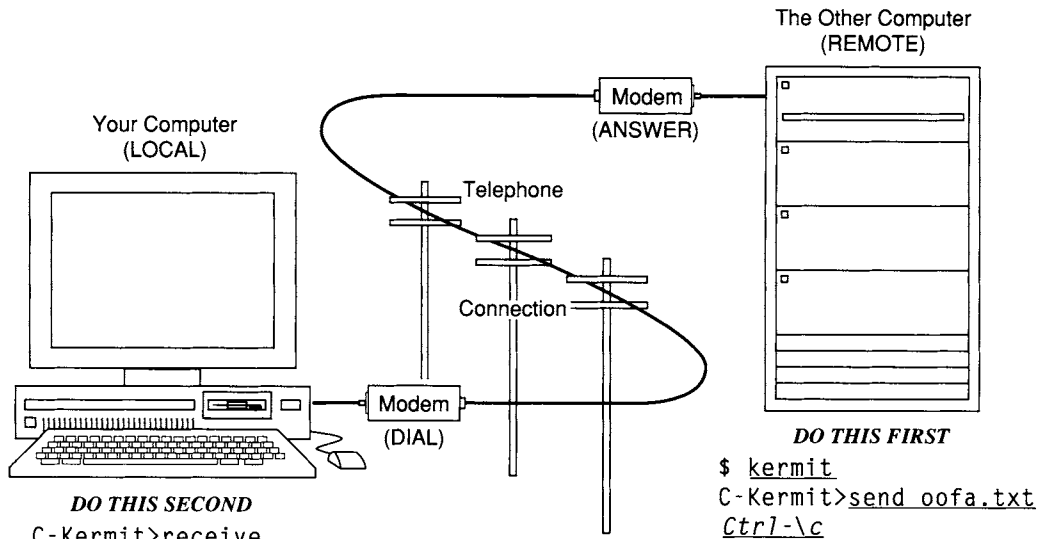 The Other Computer
(REMOTE)
Modem
(ANSWER)
Your Computer
(LOCAL)
Telephone
Connection
Modem
(DIAL)
DO THIS FIRST
$ kermit
C-Kermit>send oofa.txt
Ctrl-\c
DO THIS SECOND
C-Kermit>receive